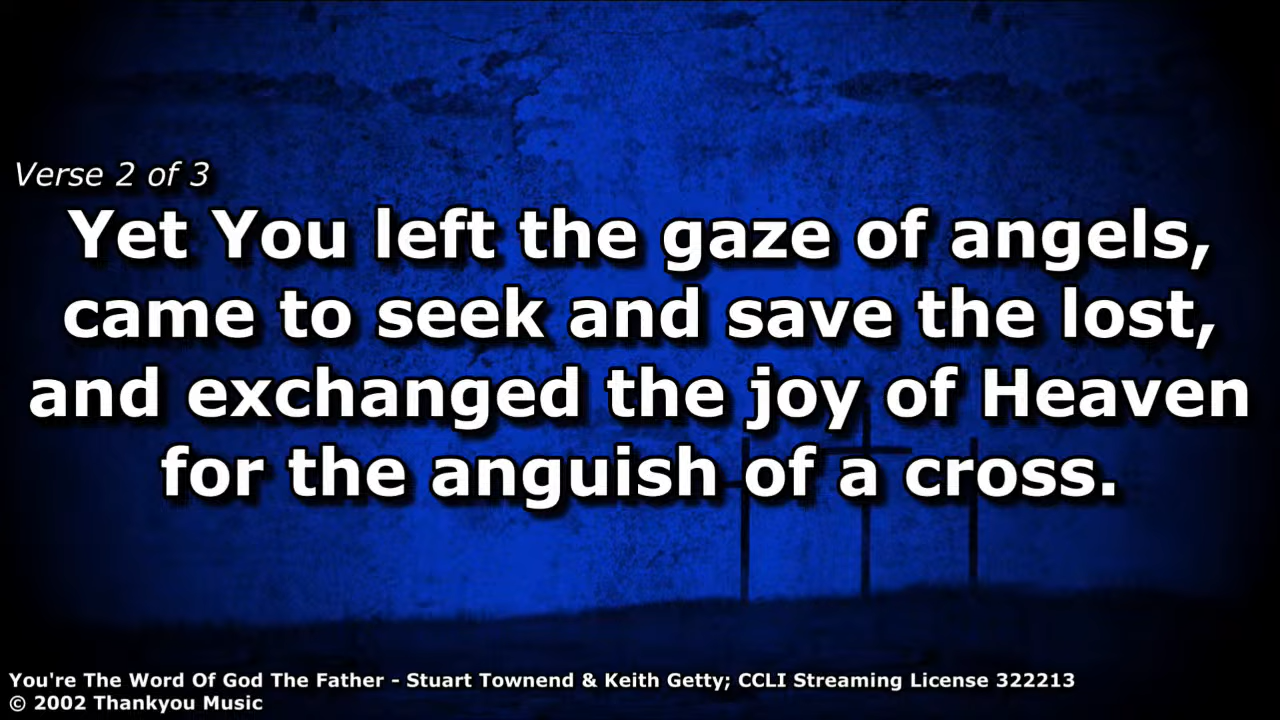 Verse 2 of 3
Yet You left the gaze of angels,
came to seek and save the lost,
and exchanged the joy of Heaven
for the anguish of a cross.
You're The Word Of God The Father - Stuart Townend & Keith Getty; CCLI Streaming License 322213
© 2002 Thankyou Music